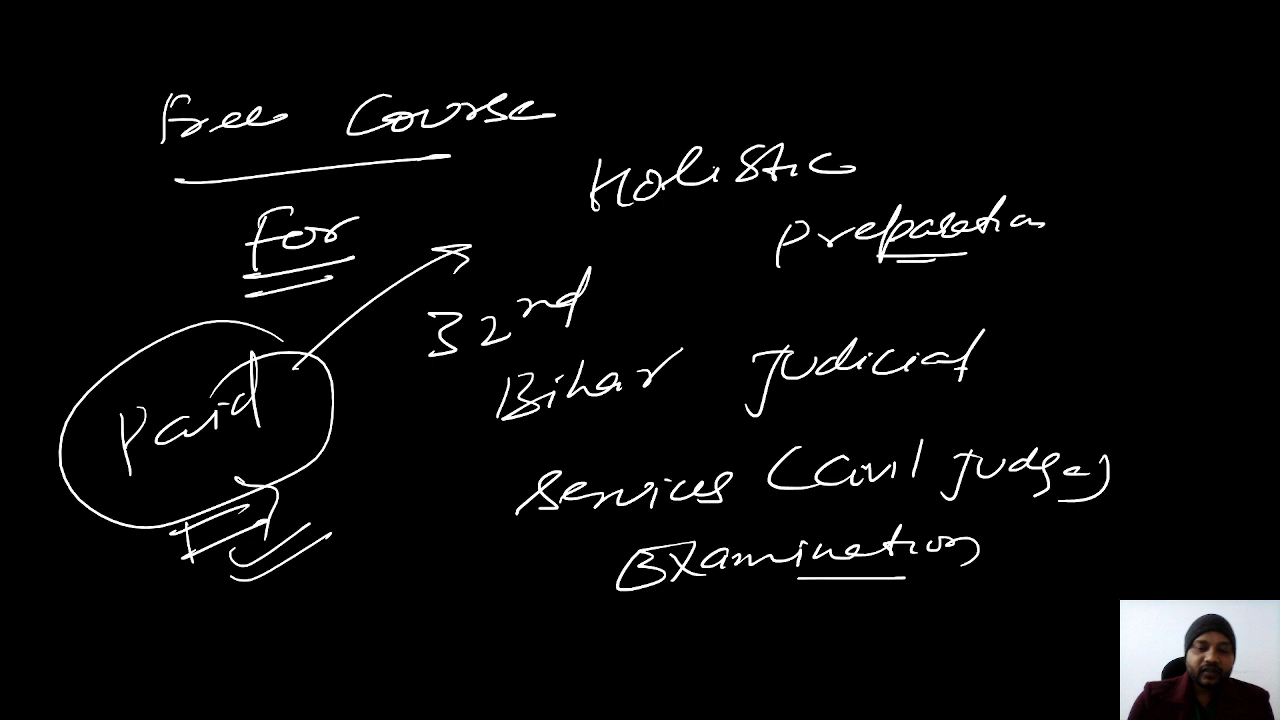 Free Course
For
Holistic
preparation
32nd
Bihar Judicial
Services (Civil Judge)
Examination
Paid